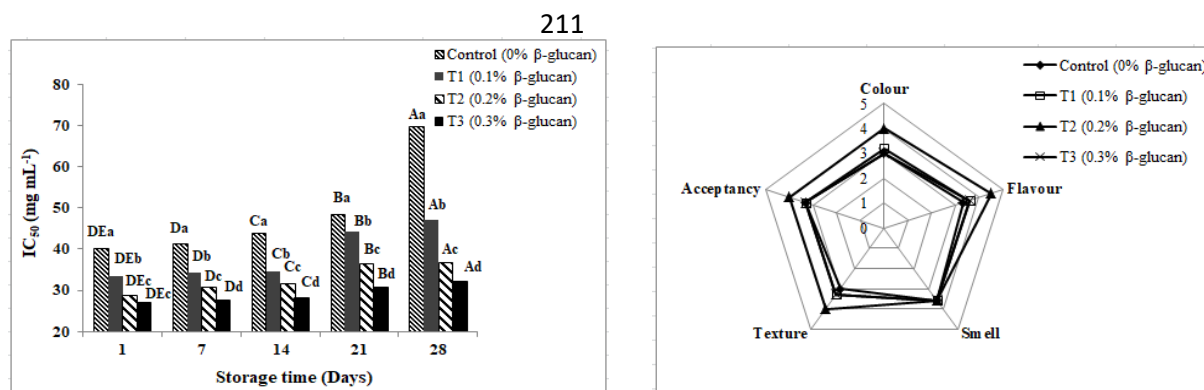 211
Control (0% β-glucan)
T1 (0.1% β-glucan)
T2 (0.2% β-glucan)
T3 (0.3% β-glucan)
IC50 (mg mL-1)
80
70
60
50
40
30
20
DEa
DEb
DEc
DEc
Da
Db
Dc
Dd
Ca
Cb
Cc
Cd
Ba
Bb
Bc
Bd
Aa
Ab
Ac
Ad
1 7 14 21 28
Storage time (Days)
Control (0% β-glucan)
T1 (0.1% β-glucan)
T2 (0.2% β-glucan)
T3 (0.3% β-glucan)
Colour
5
4
3
2
1
0
Acceptancy
Flavour
Texture
Smell